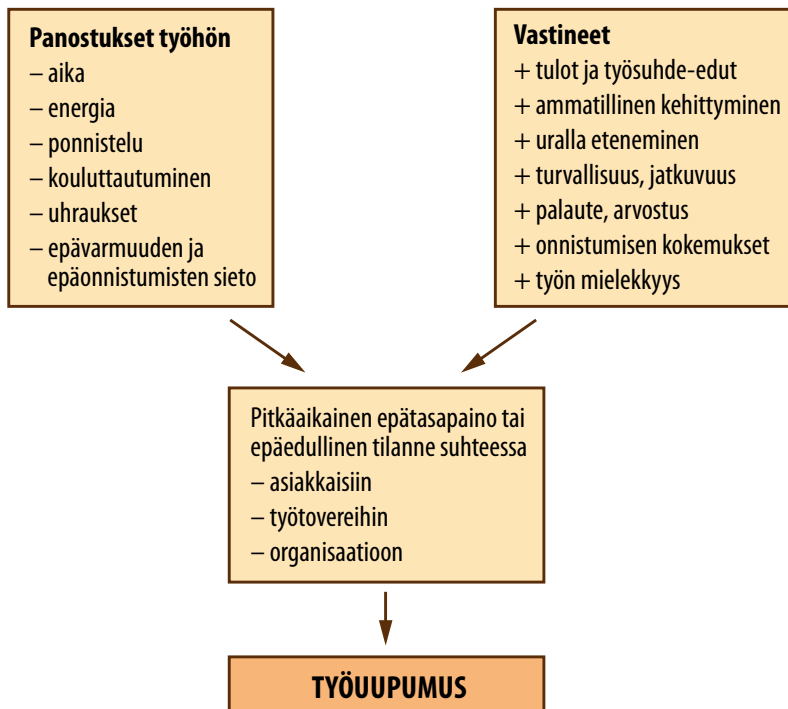 Panostukset työhön
– aika
– energia
– ponnistelu
– kouluttautuminen
– uhraukset
– epävarmuuden ja
epäonnistumisten sieto
Vastineet
+ tulot ja työsuhde-edut
+ ammatillinen kehittyminen
+ uralla eteneminen
+ turvallisuus, jatkuvuus
+ palaute, arvostus
+ onnistumisen kokemukset
+ työn mielekkyys
Pitkäaikainen epätasapaino tai
epäedullinen tilanne suhteessa
– asiakkaisiin
– työtovereihin
– organisaatioon
TYÖUUPUMUS